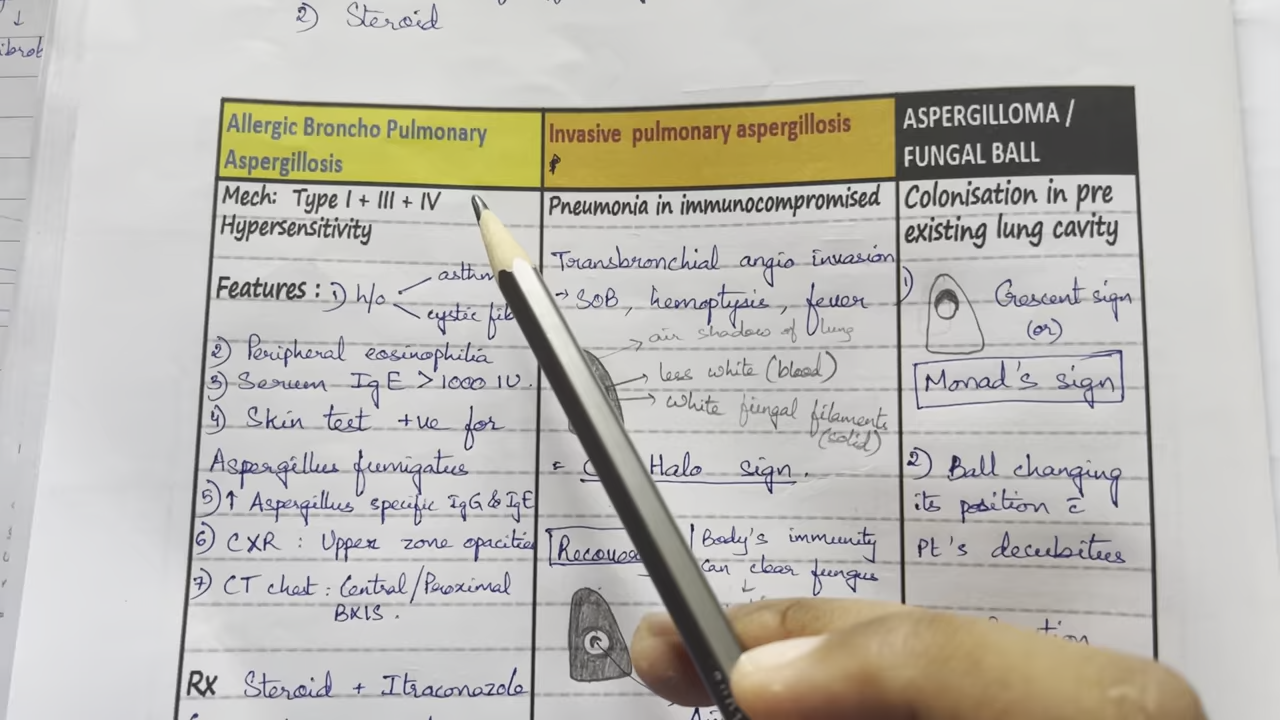 2) Steroid
Allergic Broncho Pulmonary
Aspergillosis
Mech: Type I + III + IV
Hypersensitivity
Features : 1) h/o
cystic
2) Peripheral eosinophilia
3) Serum IgE > 1000 IU.
4) Skin test +ve for
Aspergillus fumigatus
5) ↑ Aspergillus specific IgG & IgE
6) CXR : Upper zone opacities
7) CT chest : Central/Proximal
BXIS.
Rx Steroid + Itraconazole
Invasive pulmonary aspergillosis
Pneumonia in immunocompromised
Transbronchial angio invasion
→ SOB, hemoptysis, fever
→ air shadow of lung
→ less white (blood)
→ white fungal filaments
(solid)
= Halo sign.
Body's immunity
can clear fungus
↓
ASPERGILLOMA /
FUNGAL BALL
Colonisation in pre
existing lung cavity
1) Crescent sign
(or)
Monad's sign
2) Ball changing
its position c̄
Pt's decubitus